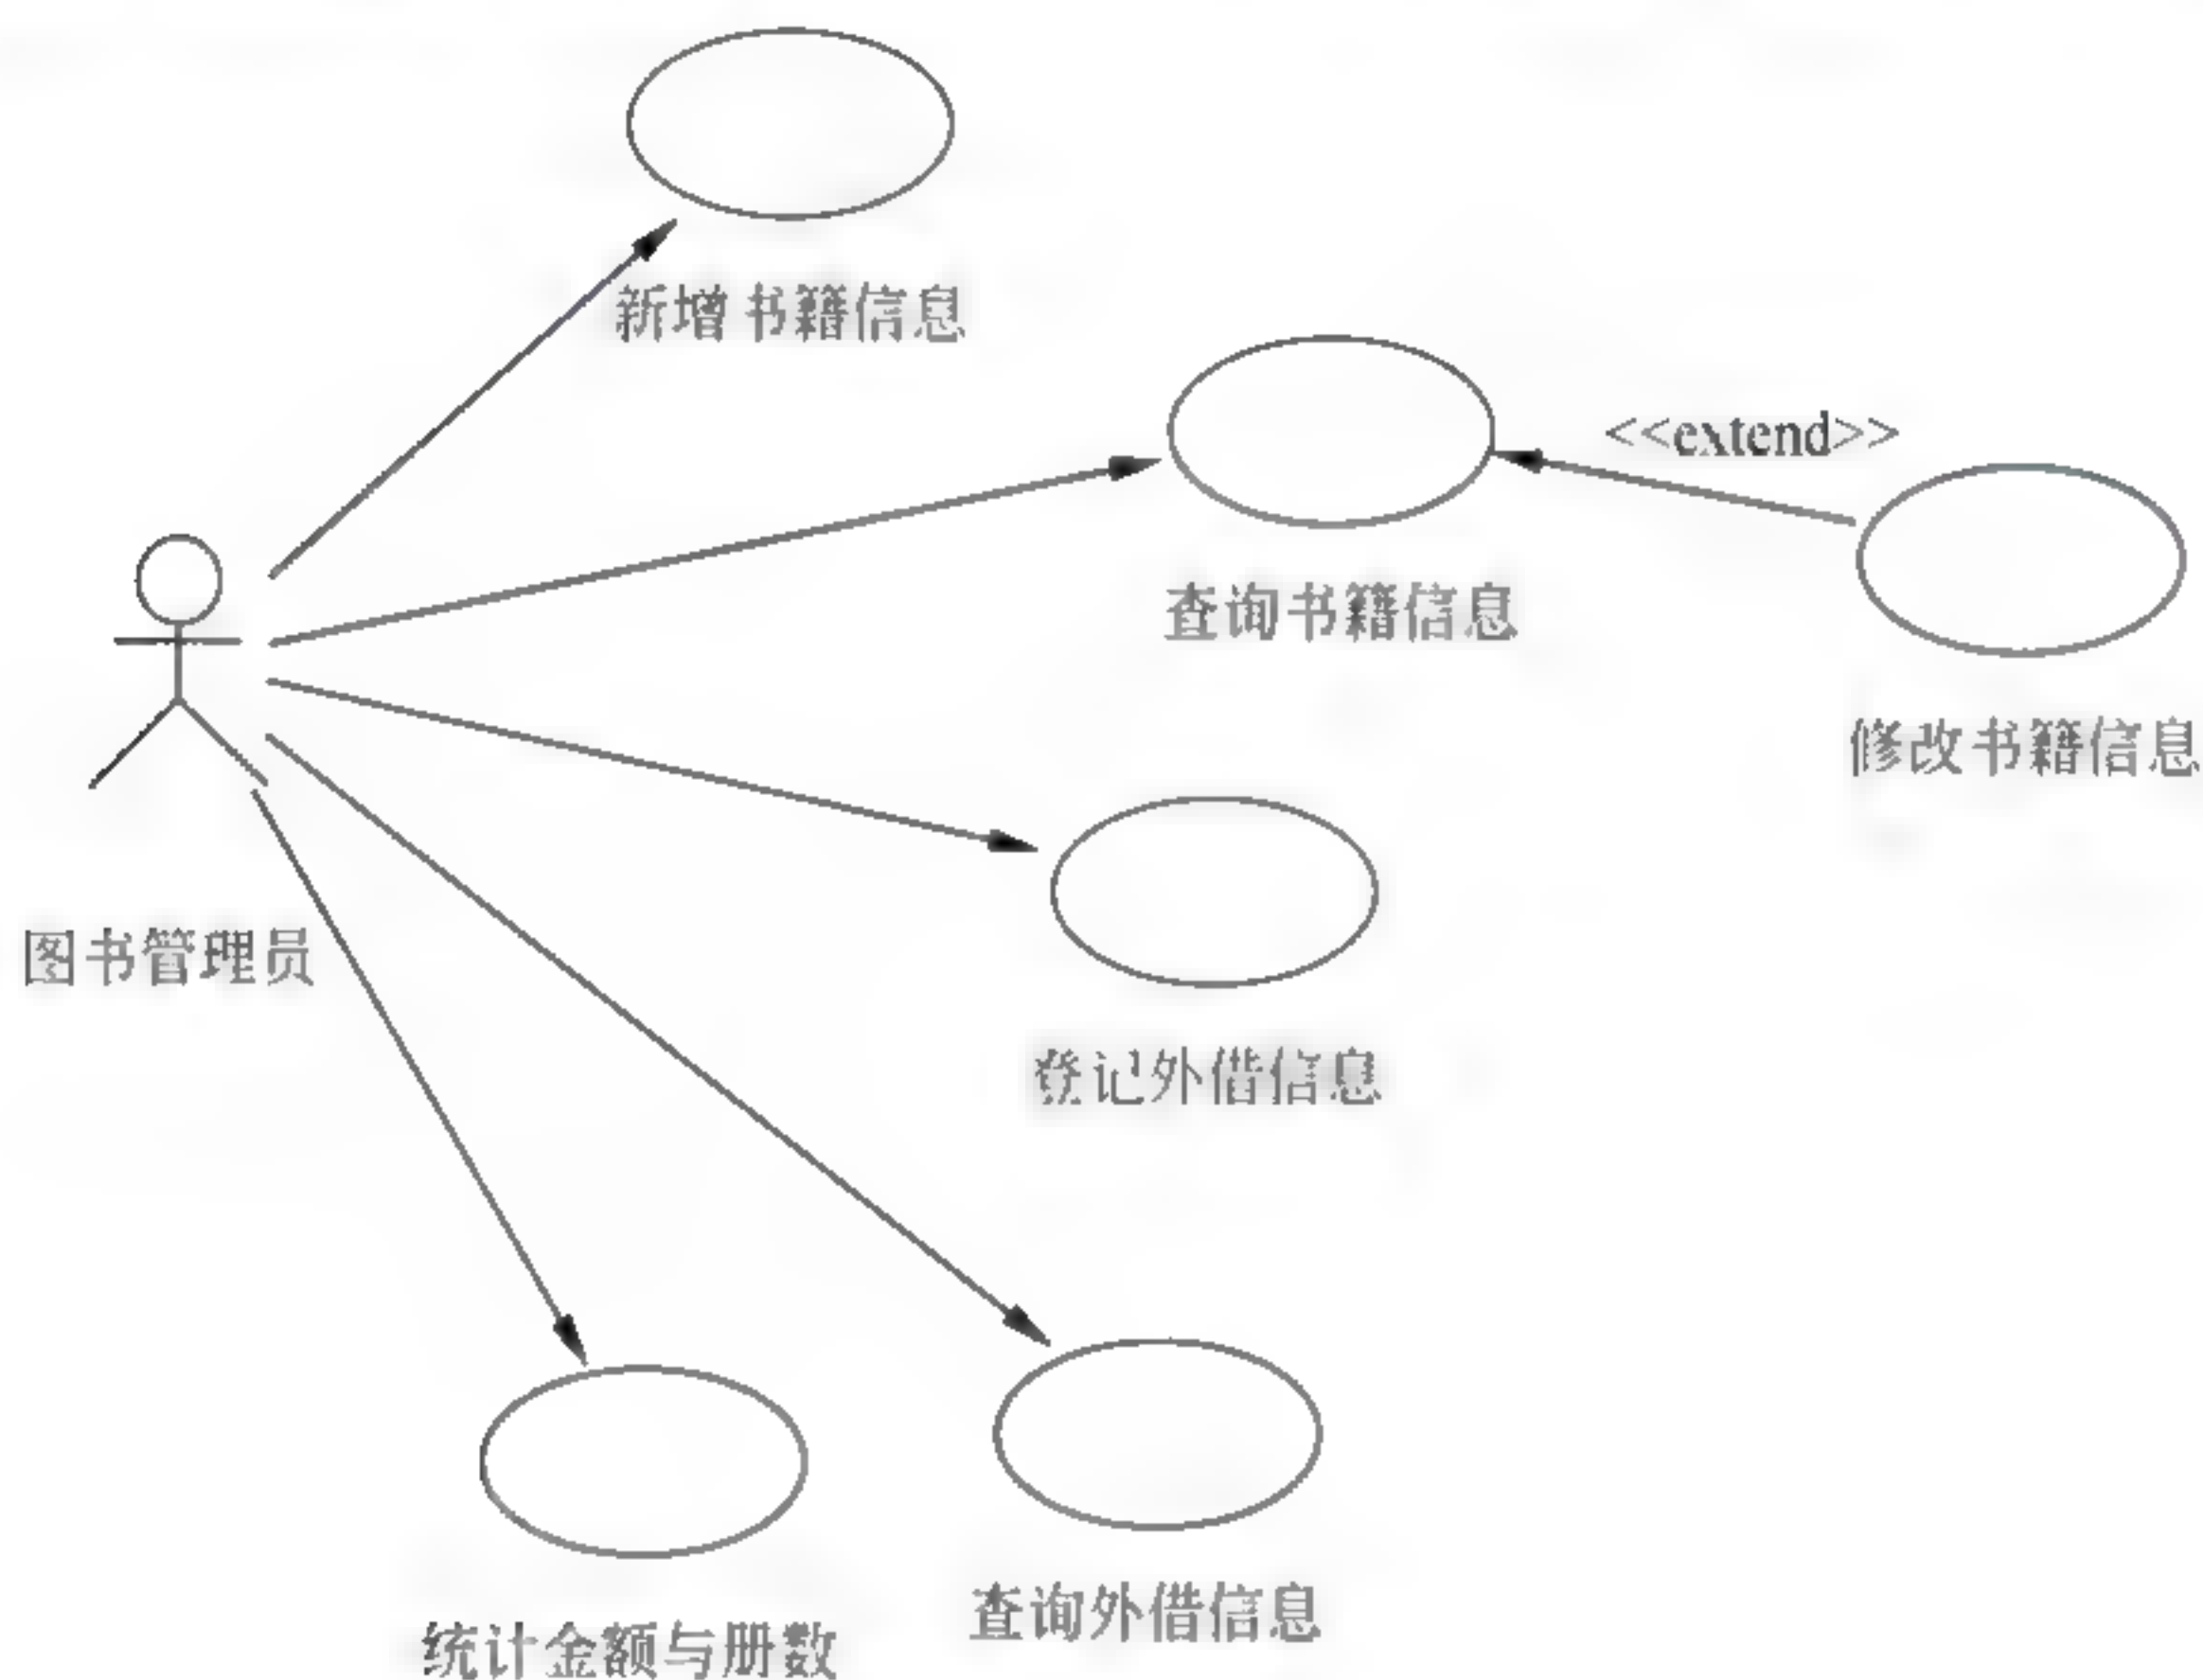 新增书籍信息
<<extend>>
查询书籍信息
修改书籍信息
图书管理员
登记外借信息
查询外借信息
统计金额与册数